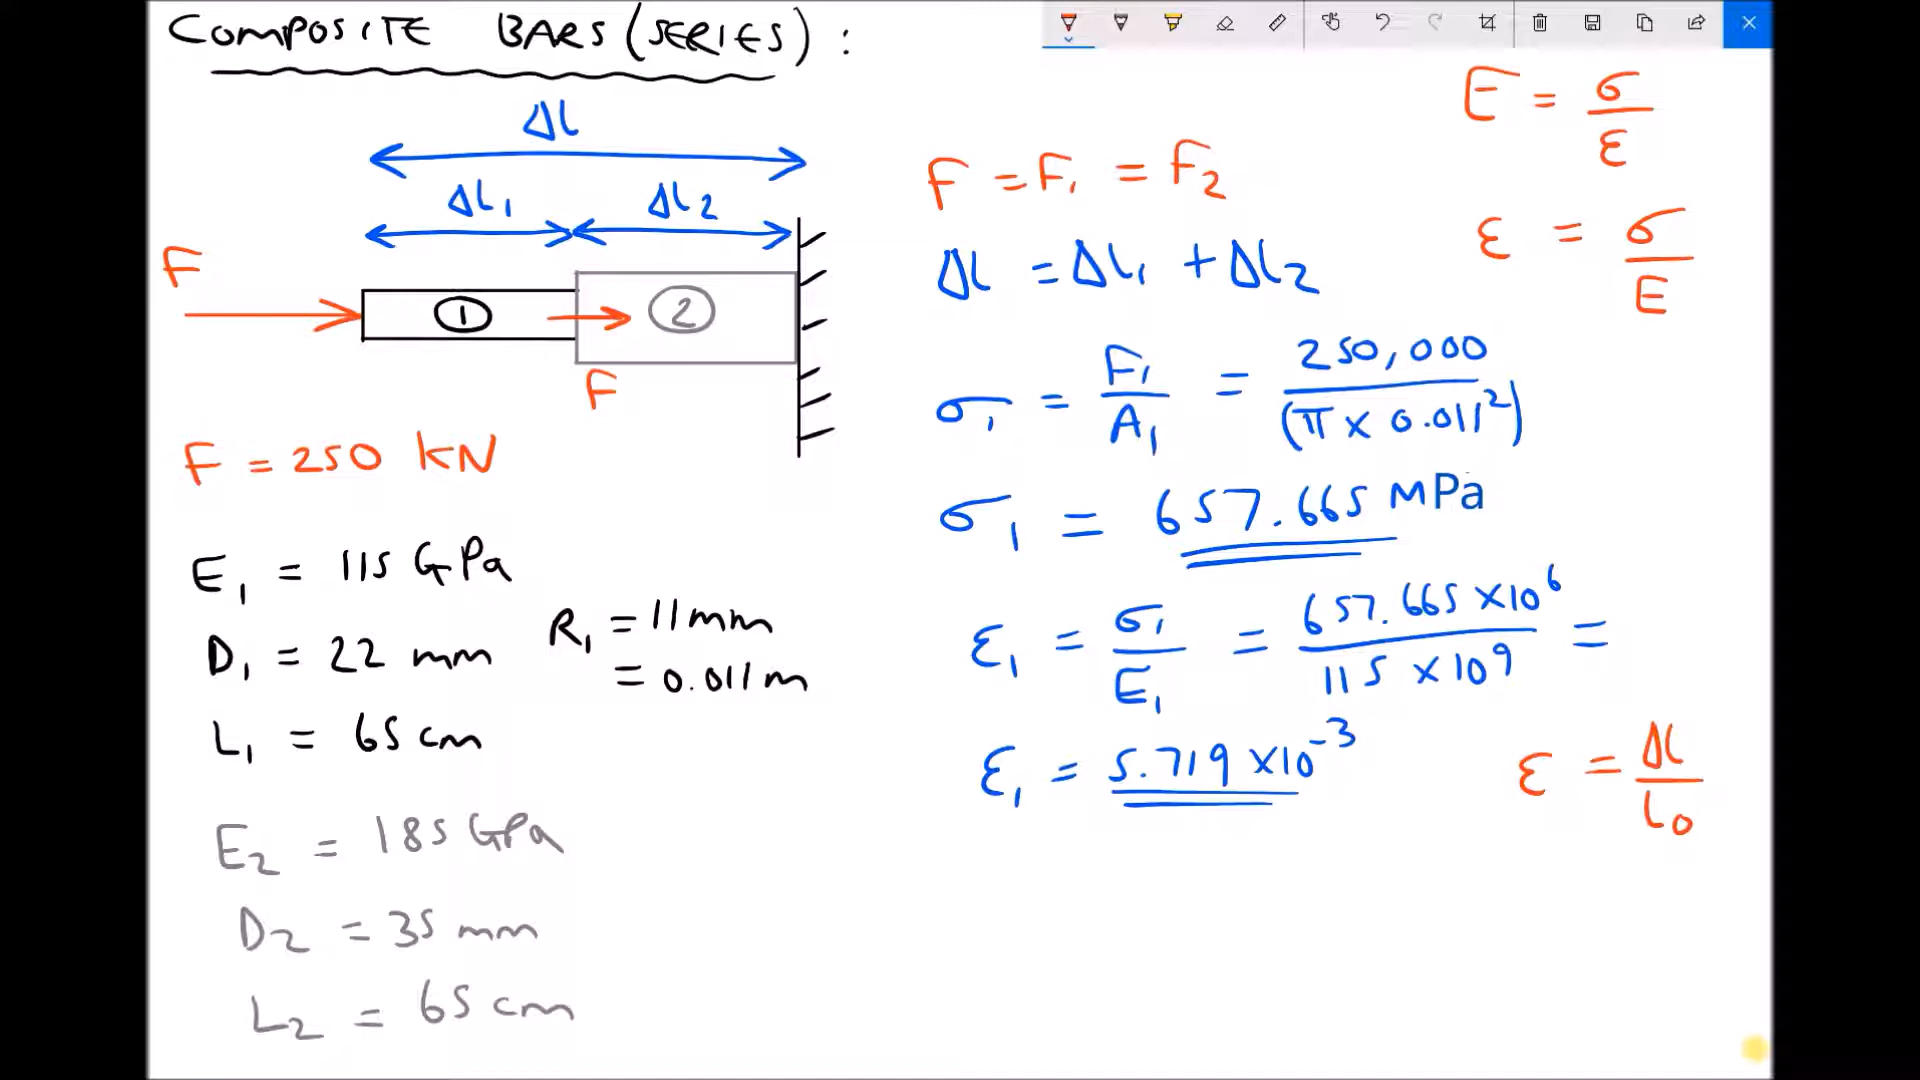 COMPOSITE BARS (SERIES) :
Δl
Δl₁ Δl₂
F
① ②
F
F = 250 kN
E₁ = 115 GPa
D₁ = 22 mm
R₁ = 11mm
= 0.011m
L₁ = 65 cm
E₂ = 185 GPa
D₂ = 35 mm
L₂ = 65 cm
F = F₁ = F₂
Δl = Δl₁ + Δl₂
σ₁ = F₁/A₁ = 250,000/(π x 0.011²)
σ₁ = 657.665 MPa
ε₁ = σ₁/E₁ = 657.665 x10⁶/115 x 10⁹ =
ε₁ = 5.719 x10⁻³
E = σ/ε
ε = σ/E
ε = Δl/l₀